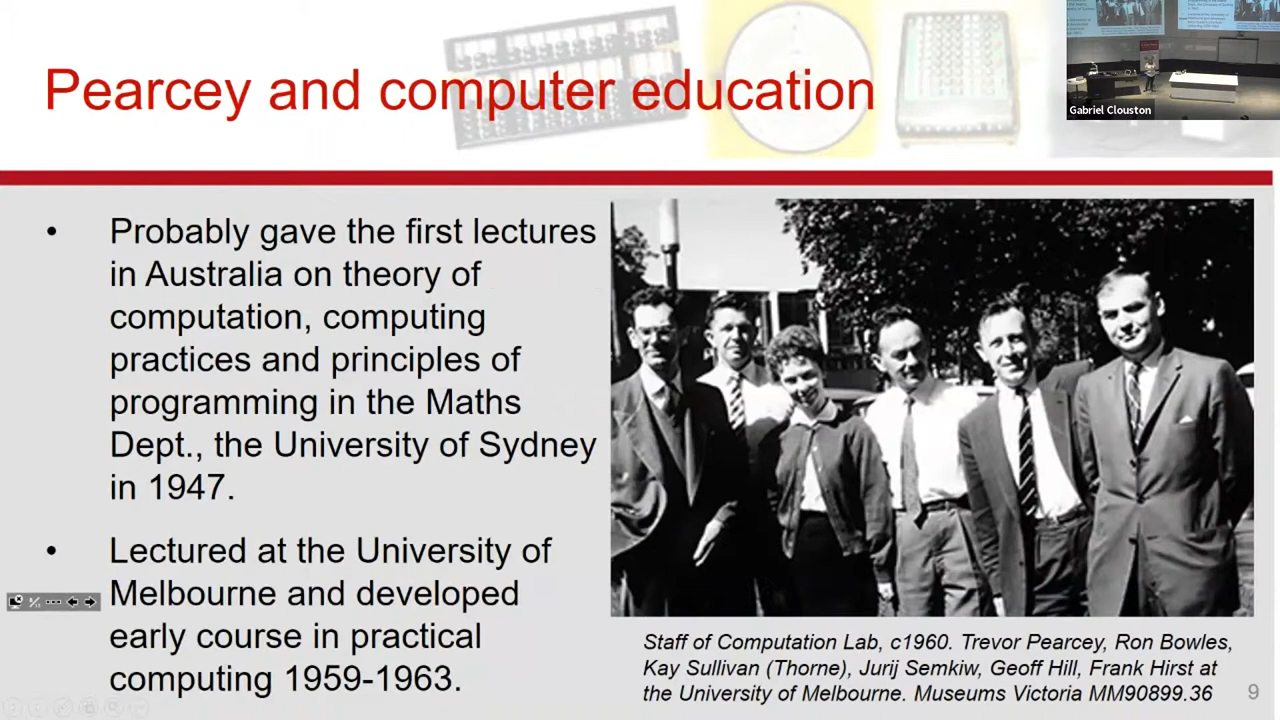 Pearcey and computer education
Gabriel Clouston
• Probably gave the first lectures
in Australia on theory of
computation, computing
practices and principles of
programming in the Maths
Dept., the University of Sydney
in 1947.
• Lectured at the University of
Melbourne and developed
early course in practical
computing 1959-1963.
Staff of Computation Lab, c1960. Trevor Pearcey, Ron Bowles,
Kay Sullivan (Thorne), Jurij Semkiw, Geoff Hill, Frank Hirst at
the University of Melbourne. Museums Victoria MM90899.36
9